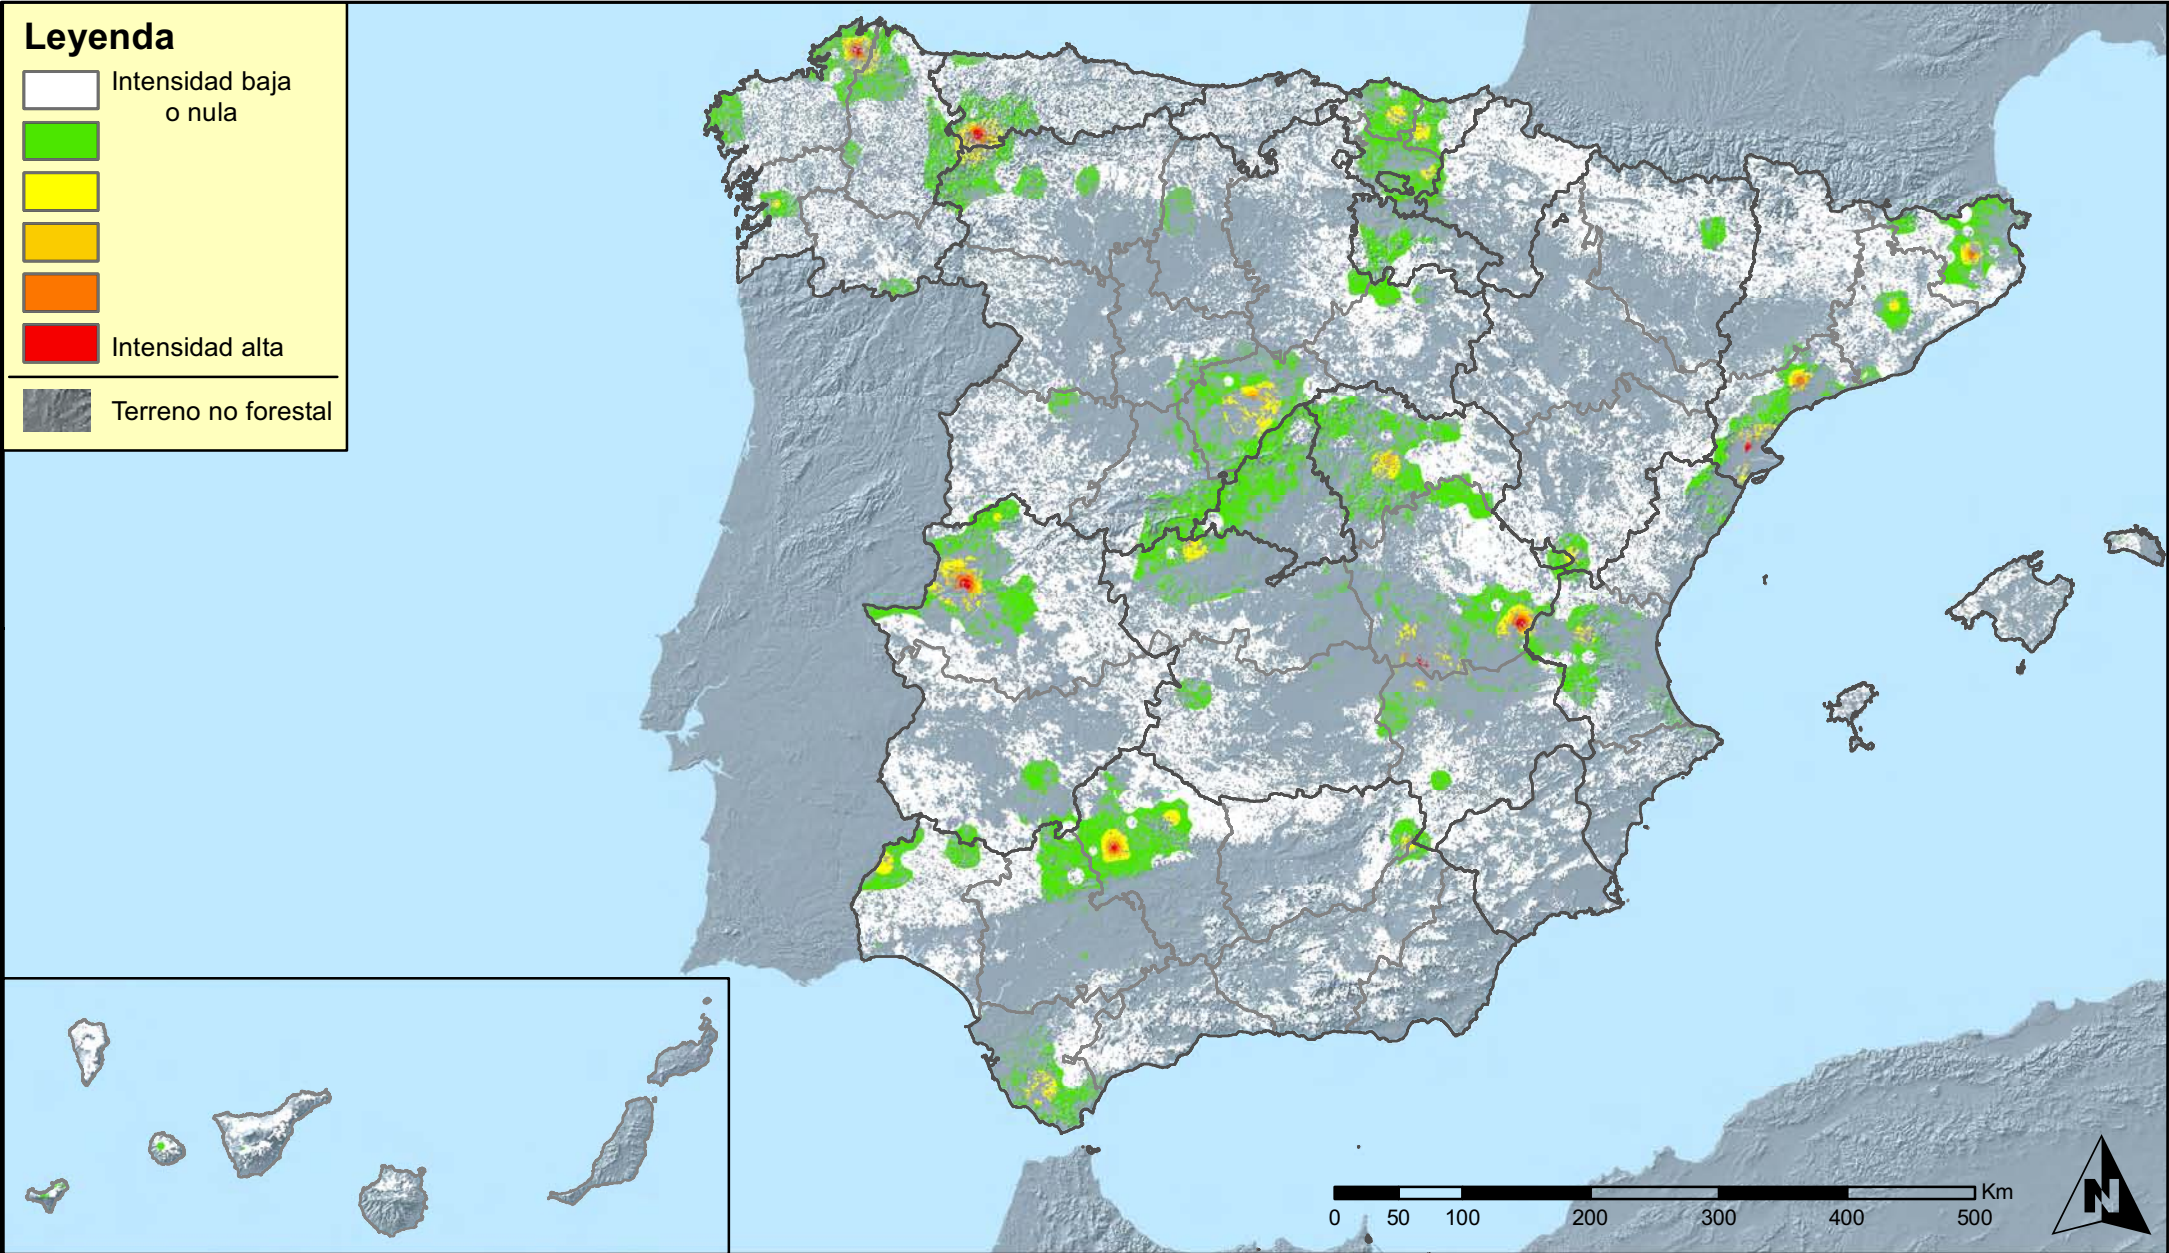 Leyenda
Intensidad baja
o nula
Intensidad alta
Terreno no forestal
Km
0 50 100 200 300 400 500
N